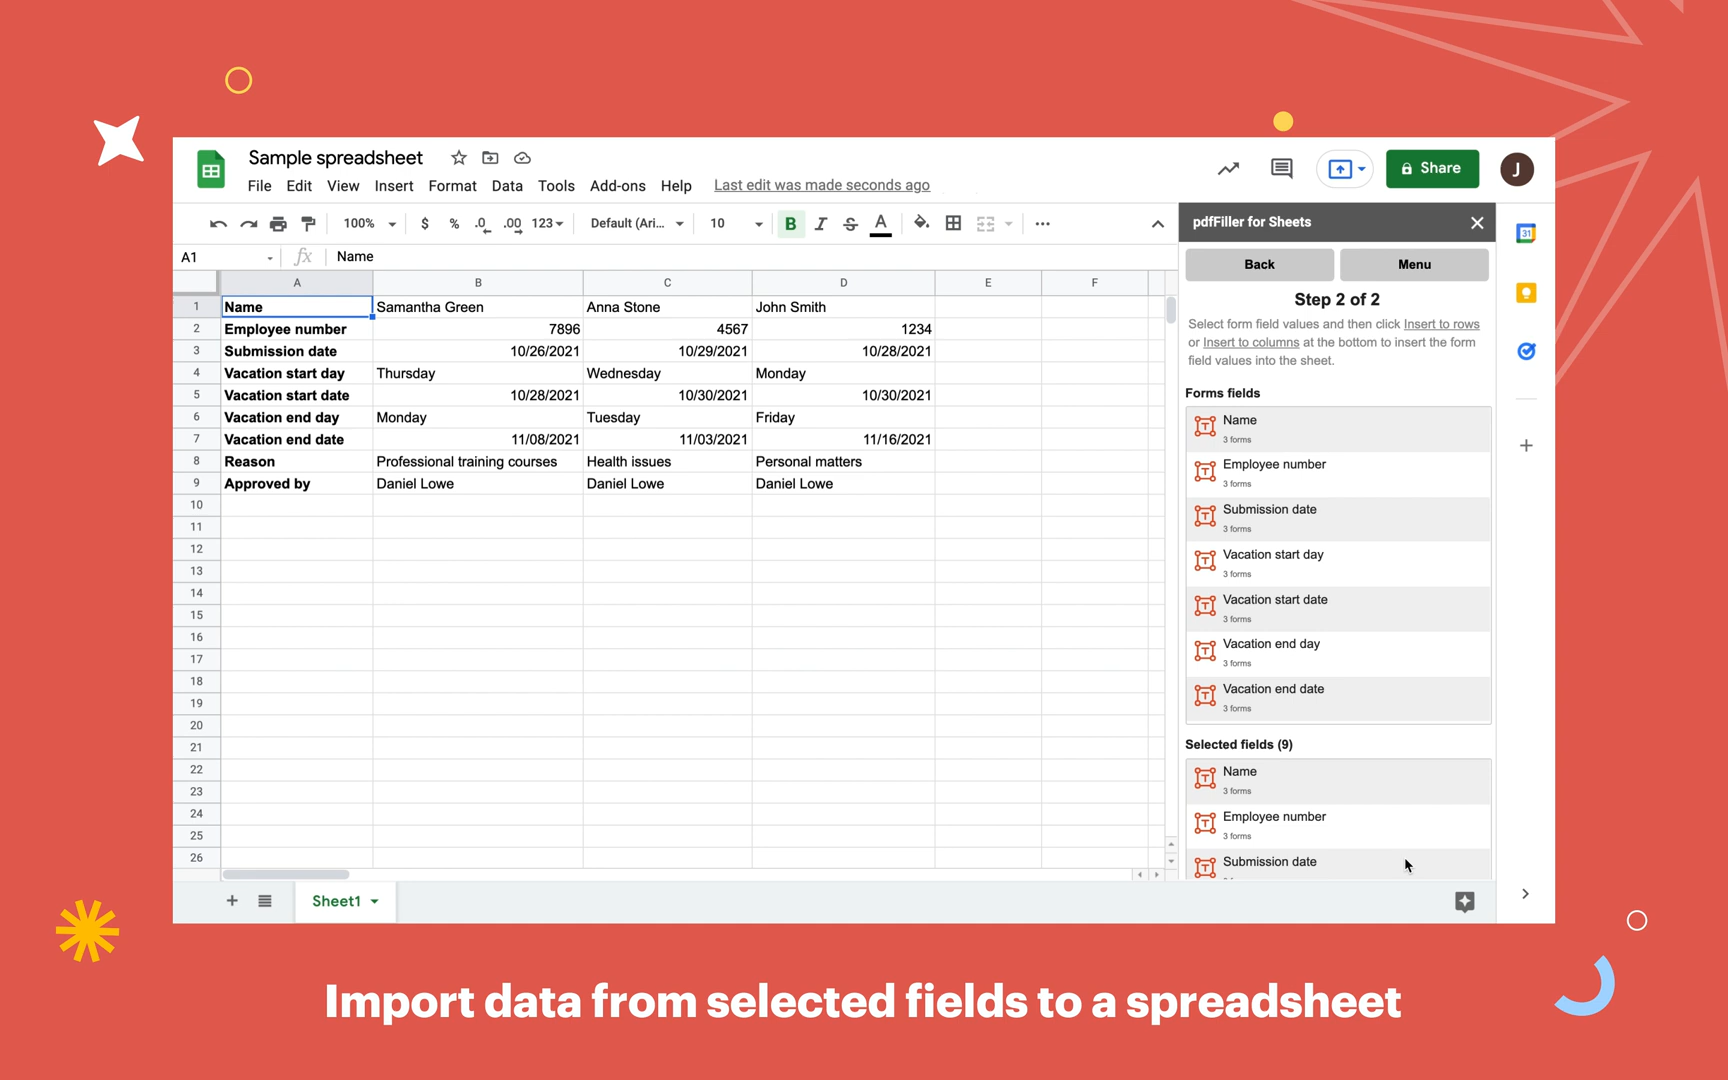 Sample spreadsheet
File Edit View Insert Format Data Tools Add-ons Help Last edit was made seconds ago
Share
J
100% $ % .0 .00 123 Default (Ari... 10 B I S A
pdfFiller for Sheets
31
A1 fx Name
Back Menu
A B C D E F
Step 2 of 2
Select form field values and then click Insert to rows
or Insert to columns at the bottom to insert the form
field values into the sheet.
1 Name Samantha Green Anna Stone John Smith
2 Employee number 7896 4567 1234
3 Submission date 10/26/2021 10/29/2021 10/28/2021
4 Vacation start day Thursday Wednesday Monday
5 Vacation start date 10/28/2021 10/30/2021 10/30/2021
6 Vacation end day Monday Tuesday Friday
7 Vacation end date 11/08/2021 11/03/2021 11/16/2021
8 Reason Professional training courses Health issues Personal matters
9 Approved by Daniel Lowe Daniel Lowe Daniel Lowe
10
11
12
13
14
15
16
17
18
19
20
21
22
23
24
25
26
Forms fields
Name
3 forms
Employee number
3 forms
Submission date
3 forms
Vacation start day
3 forms
Vacation start date
3 forms
Vacation end day
3 forms
Vacation end date
3 forms
Selected fields (9)
Name
3 forms
Employee number
3 forms
Submission date
Sheet1
Import data from selected fields to a spreadsheet